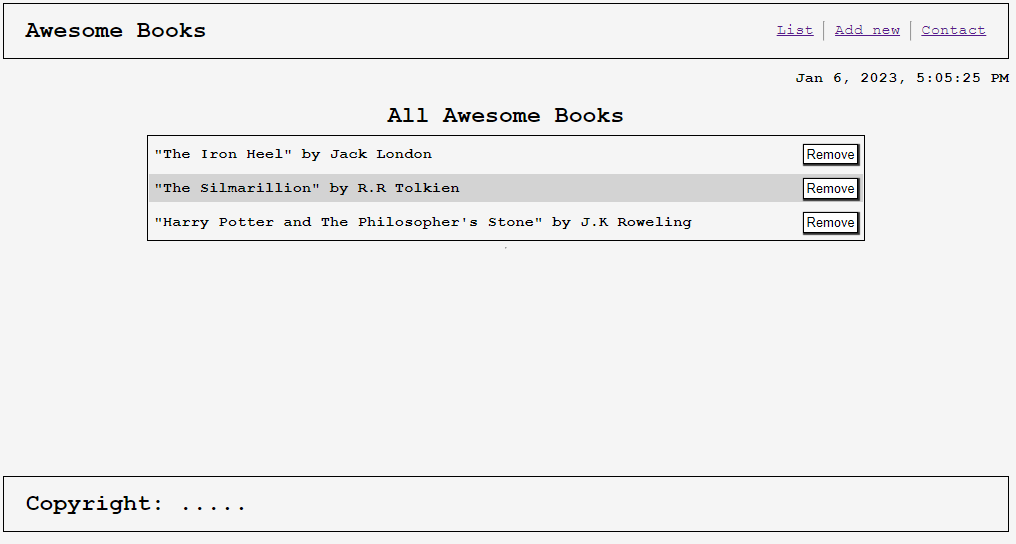 Awesome Books
List Add new Contact
Jan 6, 2023, 5:05:25 PM
All Awesome Books
"The Iron Heel" by Jack London Remove
"The Silmarillion" by R.R Tolkien Remove
"Harry Potter and The Philosopher's Stone" by J.K Roweling Remove
Copyright: .....